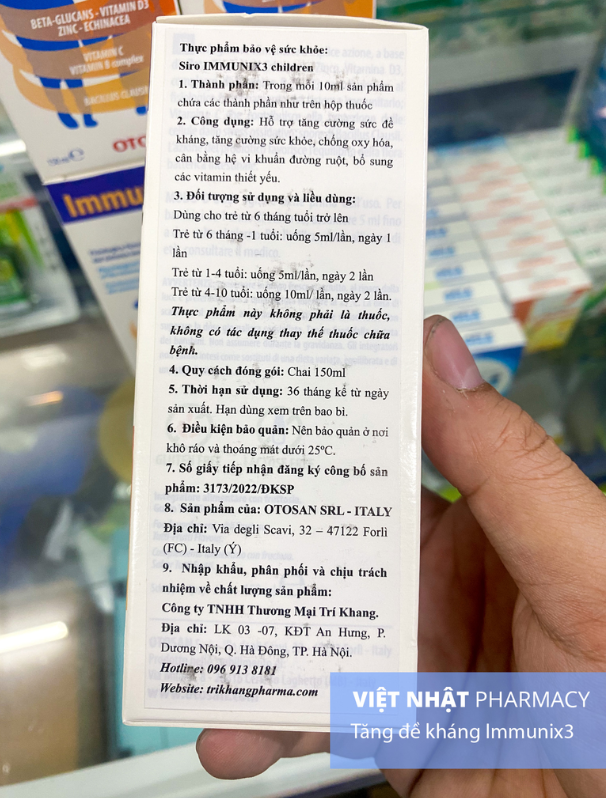 BETA-GLUCANS - VITAMIN D3
ZINC - ECHINACEA
VITAMIN C
VITAMIN B complex
OTO
Immu
Thực phẩm bảo vệ sức khỏe:
Siro IMMUNIX3 children
1. Thành phần: Trong mỗi 10ml sản phẩm
chứa các thành phần như trên hộp thuốc
2. Công dụng: Hỗ trợ tăng cường sức đề
kháng, tăng cường sức khỏe, chống oxy hóa,
cân bằng hệ vi khuẩn đường ruột, bổ sung
các vitamin thiết yếu.
3. Đối tượng sử dụng và liều dùng:
Dùng cho trẻ từ 6 tháng tuổi trở lên
Trẻ từ 6 tháng -1 tuổi: uống 5ml/lần, ngày 1
lần
Trẻ từ 1-4 tuổi: uống 5ml/lần, ngày 2 lần
Trẻ từ 4-10 tuổi: uống 10ml/ lần, ngày 2 lần.
Thực phẩm này không phải là thuốc,
không có tác dụng thay thế thuốc chữa
bệnh.
4. Quy cách đóng gói: Chai 150ml
5. Thời hạn sử dụng: 36 tháng kể từ ngày
sản xuất. Hạn dùng xem trên bao bì.
6. Điều kiện bảo quản: Nên bảo quản ở nơi
khô ráo và thoáng mát dưới 25ºC.
7. Số giấy tiếp nhận đăng ký công bố sản
phẩm: 3173/2022/ĐKSP
8. Sản phẩm của: OTOSAN SRL - ITALY
Địa chỉ: Via degli Scavi, 32 – 47122 Forlì
(FC) - Italy (Ý)
9. Nhập khẩu, phân phối và chịu trách
nhiệm về chất lượng sản phẩm:
Công ty TNHH Thương Mại Trí Khang.
Địa chỉ: LK 03 -07, KĐT An Hưng, P.
Dương Nội, Q. Hà Đông, TP. Hà Nội.
Hotline: 096 913 8181
Website: trikhangpharma.com
VIỆT NHẬT PHARMACY
Tăng đề kháng Immunix3